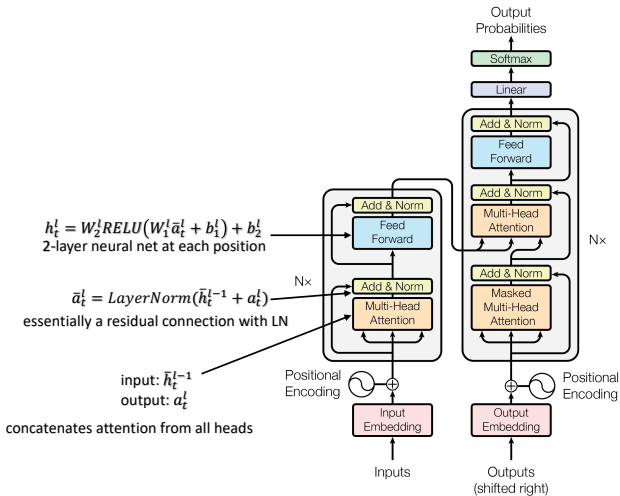 Output
Probabilities
Softmax
Linear
Add & Norm
Feed
Forward
Add & Norm
Multi-Head
Attention
Add & Norm
Masked
Multi-Head
Attention
N×
Positional
Encoding
Output
Embedding
Outputs
(shifted right)
Add & Norm
Feed
Forward
N×
Add & Norm
Multi-Head
Attention
Positional
Encoding
Input
Embedding
Inputs
h_t^l = W_2^l RELU(W_1^l ā_t^l + b_1^l) + b_2^l
2-layer neural net at each position
ā_t^l = LayerNorm(h̄_t^{l-1} + a_t^l)
essentially a residual connection with LN
input: h̄_t^{l-1}
output: a_t^l
concatenates attention from all heads